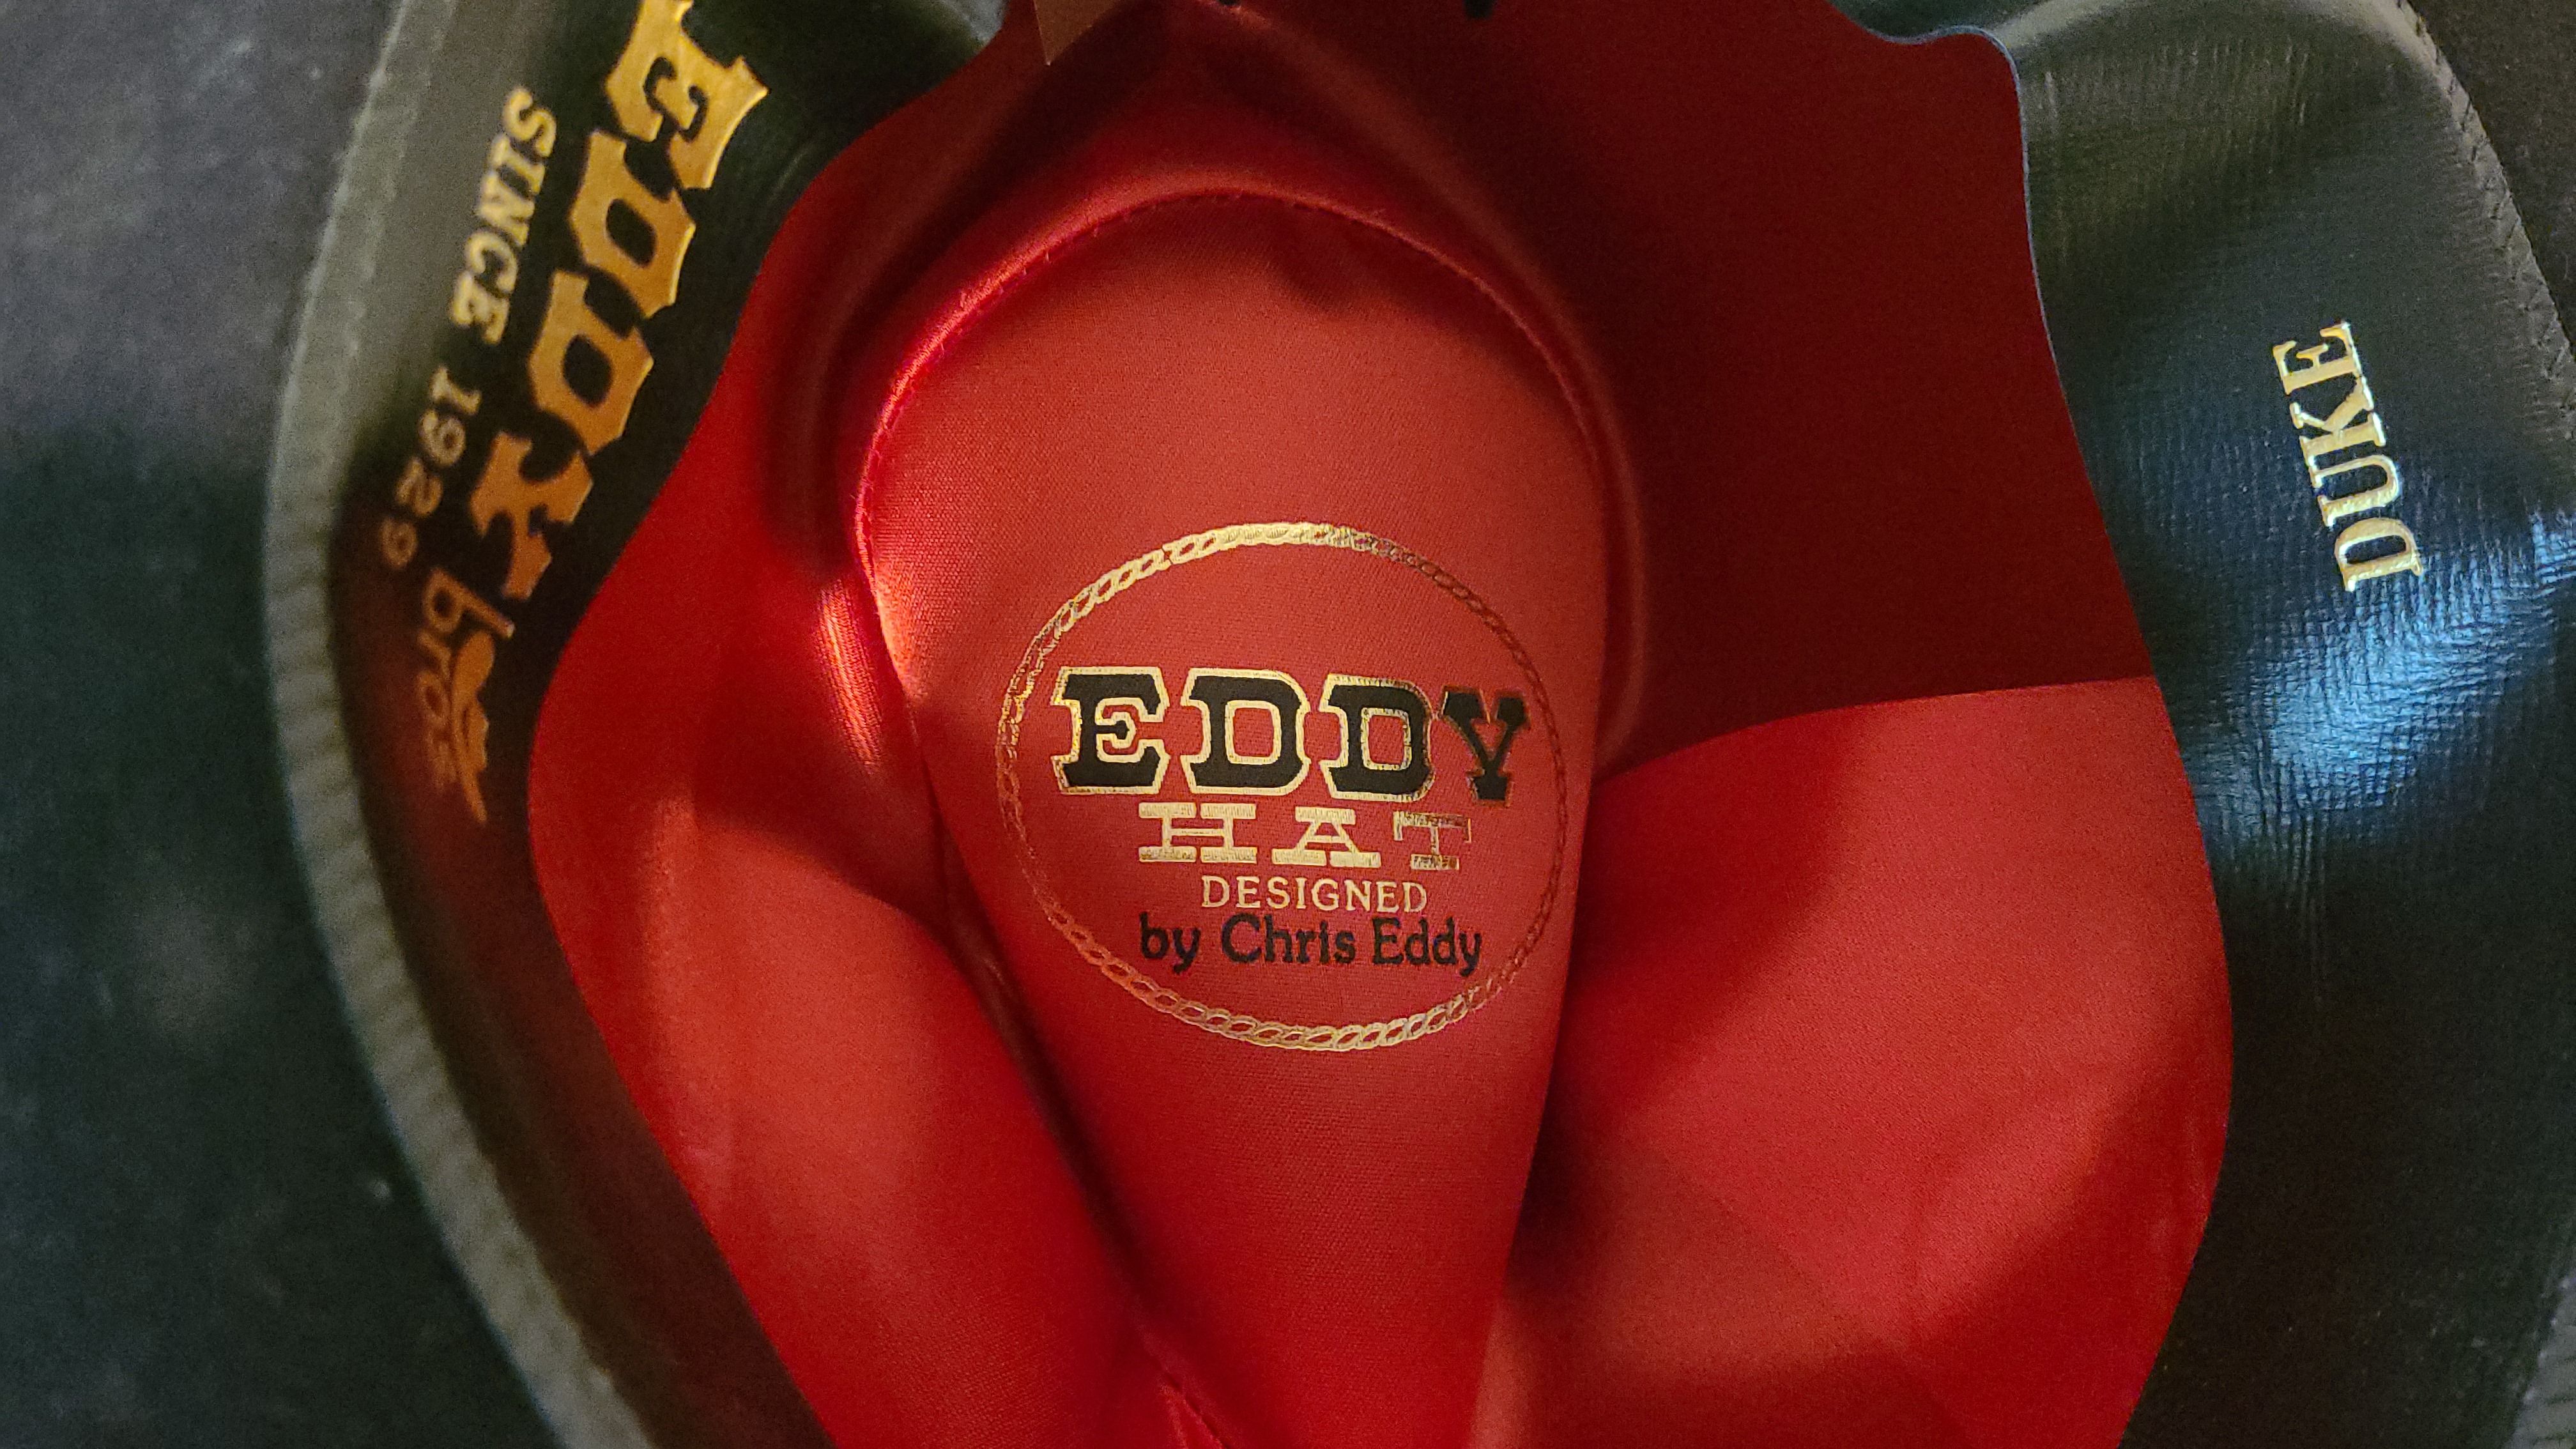 EDDY bros
SINCE 1929
EDDY
HAT
DESIGNED
by Chris Eddy
DUKE